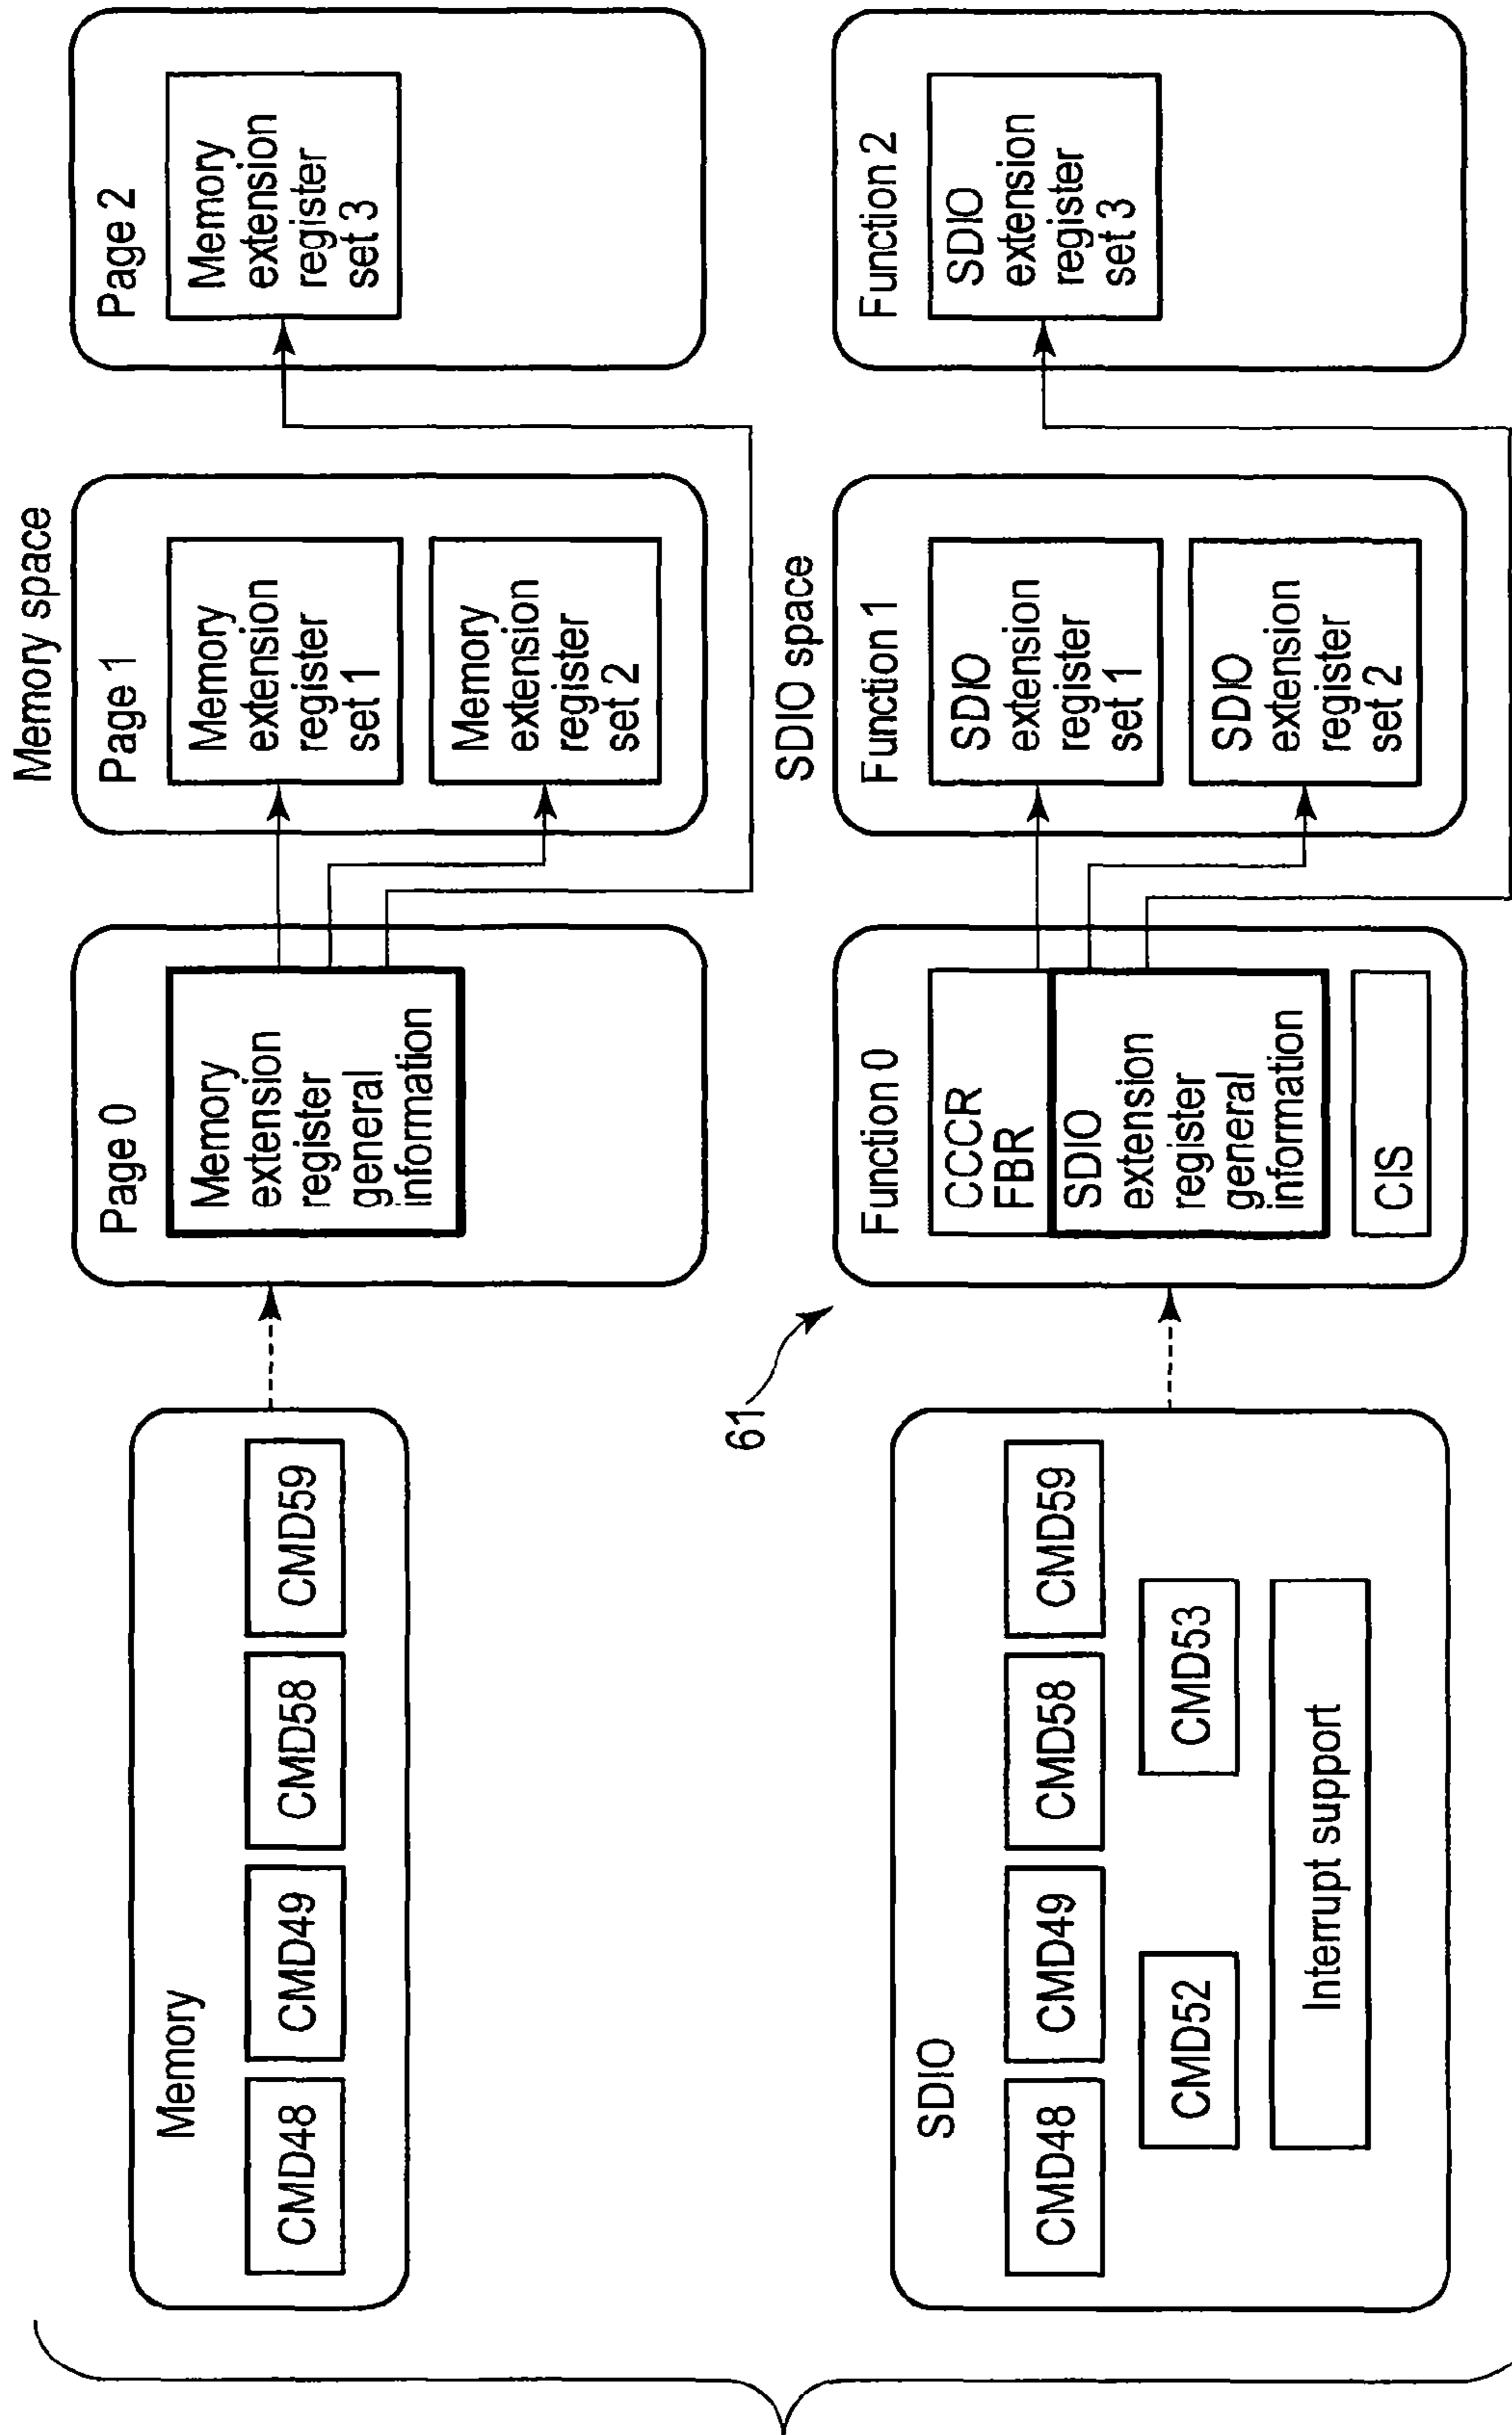 Memory
CMD48
CMD49
CMD58
CMD59
Memory space
Page 0
Memory
extension
register
general
information
Page 1
Memory
extension
register
set 1
Memory
extension
register
set 2
Page 2
Memory
extension
register
set 3
61
SDIO
CMD48
CMD49
CMD58
CMD59
CMD52
CMD53
Interrupt support
SDIO space
Function 0
CCCR
FBR
SDIO
extension
register
general
information
CIS
Function 1
SDIO
extension
register
set 1
SDIO
extension
register
set 2
Function 2
SDIO
extension
register
set 3